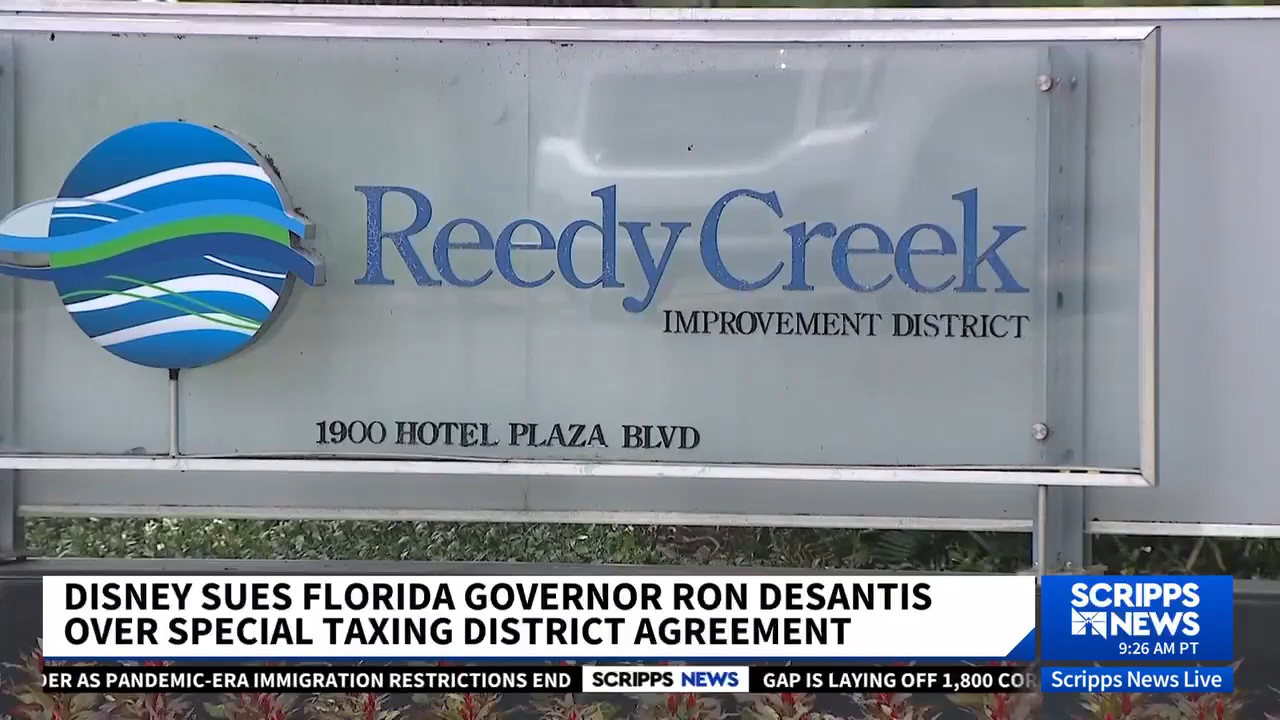 Reedy Creek
IMPROVEMENT DISTRICT
1900 HOTEL PLAZA BLVD
DISNEY SUES FLORIDA GOVERNOR RON DESANTIS
OVER SPECIAL TAXING DISTRICT AGREEMENT
SCRIPPS
NEWS
9:26 AM PT
AS PANDEMIC-ERA IMMIGRATION RESTRICTIONS END SCRIPPS NEWS GAP IS LAYING OFF 1,800
Scripps News Live